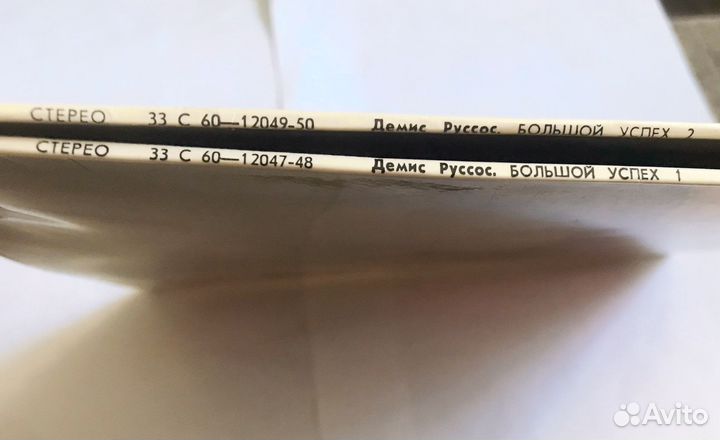 СТЕРЕО 33 С 60—12049-50 Демис Руссос. БОЛЬШОЙ УСПЕХ 2
СТЕРЕО 33 С 60—12047-48 Демис Руссос. БОЛЬШОЙ УСПЕХ 1
Avito